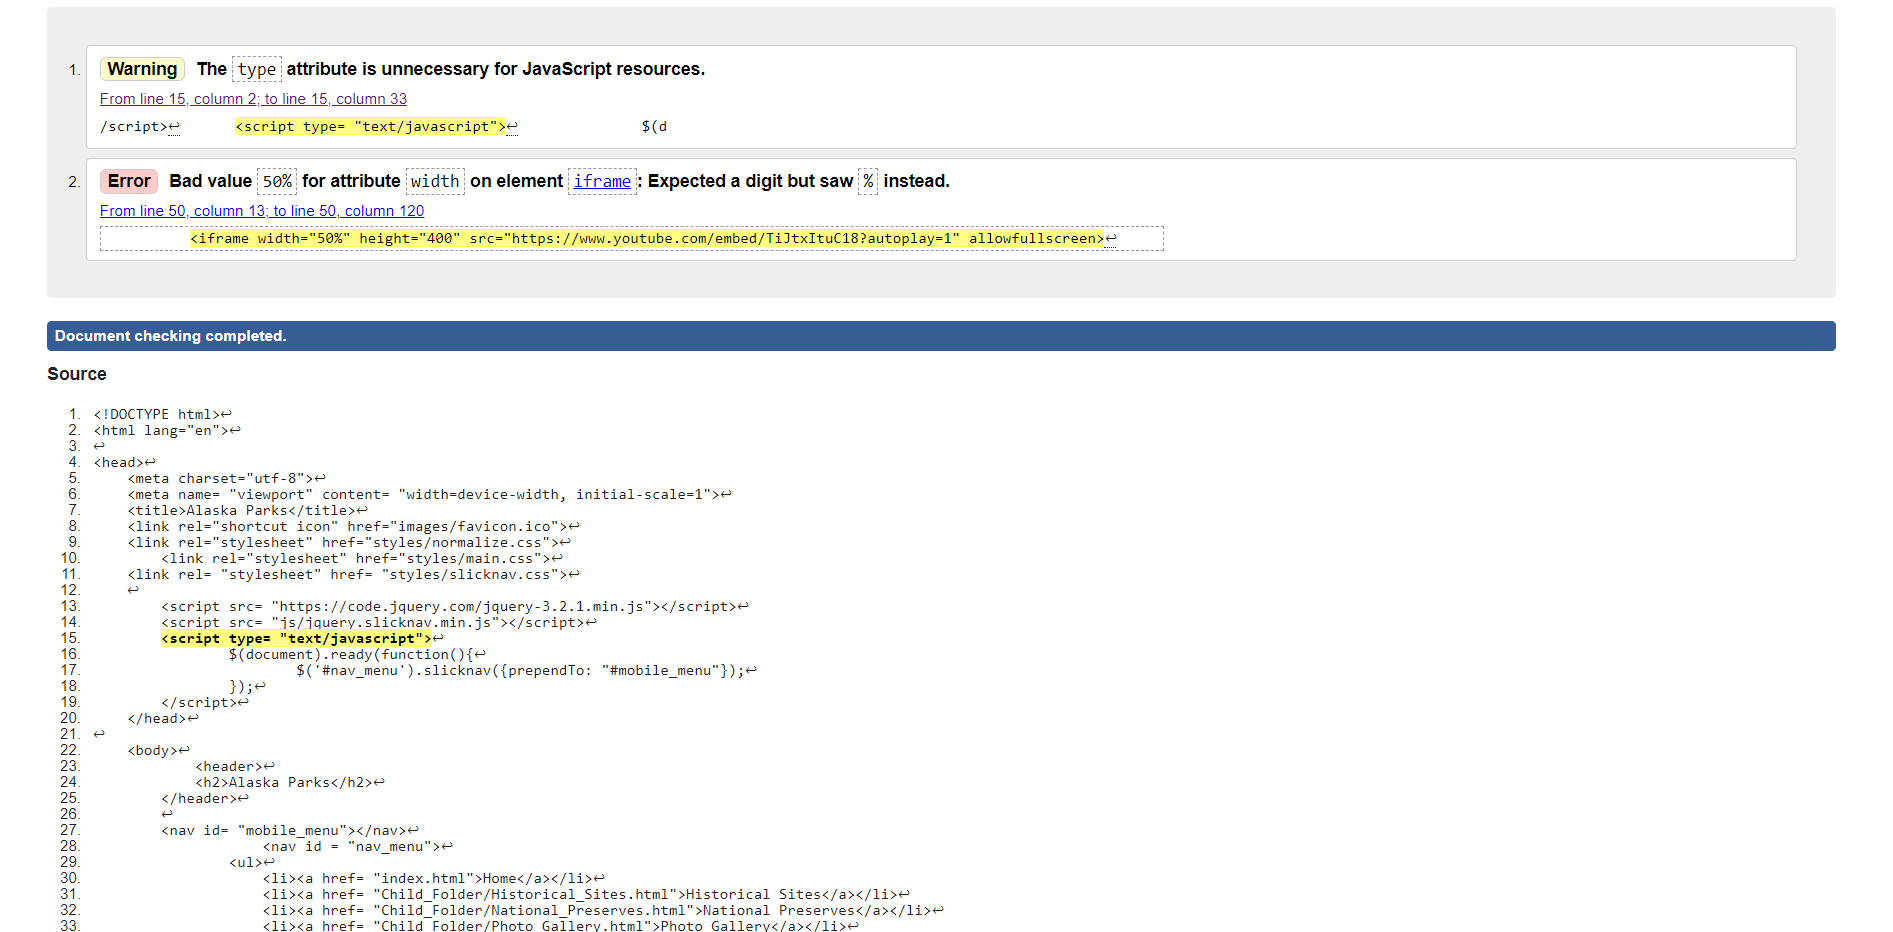 1. Warning The type attribute is unnecessary for JavaScript resources.
From line 15, column 2; to line 15, column 33
/script>↩ <script type= "text/javascript">↩ $(d
2. Error Bad value 50% for attribute width on element iframe: Expected a digit but saw % instead.
From line 50, column 13; to line 50, column 120
<iframe width="50%" height="400" src="https://www.youtube.com/embed/TiJtxItuC18?autoplay=1" allowfullscreen>↩
Document checking completed.
Source
1. <!DOCTYPE html>↩
2. <html lang="en">↩
3. ↩
4. <head>↩
5. <meta charset="utf-8">↩
6. <meta name= "viewport" content= "width=device-width, initial-scale=1">↩
7. <title>Alaska Parks</title>↩
8. <link rel="shortcut icon" href="images/favicon.ico">↩
9. <link rel="stylesheet" href="styles/normalize.css">↩
10. <link rel="stylesheet" href="styles/main.css">↩
11. <link rel= "stylesheet" href= "styles/slicknav.css">↩
12. ↩
13. <script src= "https://code.jquery.com/jquery-3.2.1.min.js"></script>↩
14. <script src= "js/jquery.slicknav.min.js"></script>↩
15. <script type= "text/javascript">↩
16. $(document).ready(function(){↩
17. $('#nav_menu').slicknav({prependTo: "#mobile_menu"});↩
18. });↩
19. </script>↩
20. </head>↩
21. ↩
22. <body>↩
23. <header>↩
24. <h2>Alaska Parks</h2>↩
25. </header>↩
26. ↩
27. <nav id= "mobile_menu"></nav>↩
28. <nav id = "nav_menu">↩
29. <ul>↩
30. <li><a href= "index.html">Home</a></li>↩
31. <li><a href= "Child_Folder/Historical_Sites.html">Historical Sites</a></li>↩
32. <li><a href= "Child_Folder/National_Preserves.html">National Preserves</a></li>↩
33. <li><a href= "Child_Folder/Photo_Gallery.html">Photo Gallery</a></li>↩